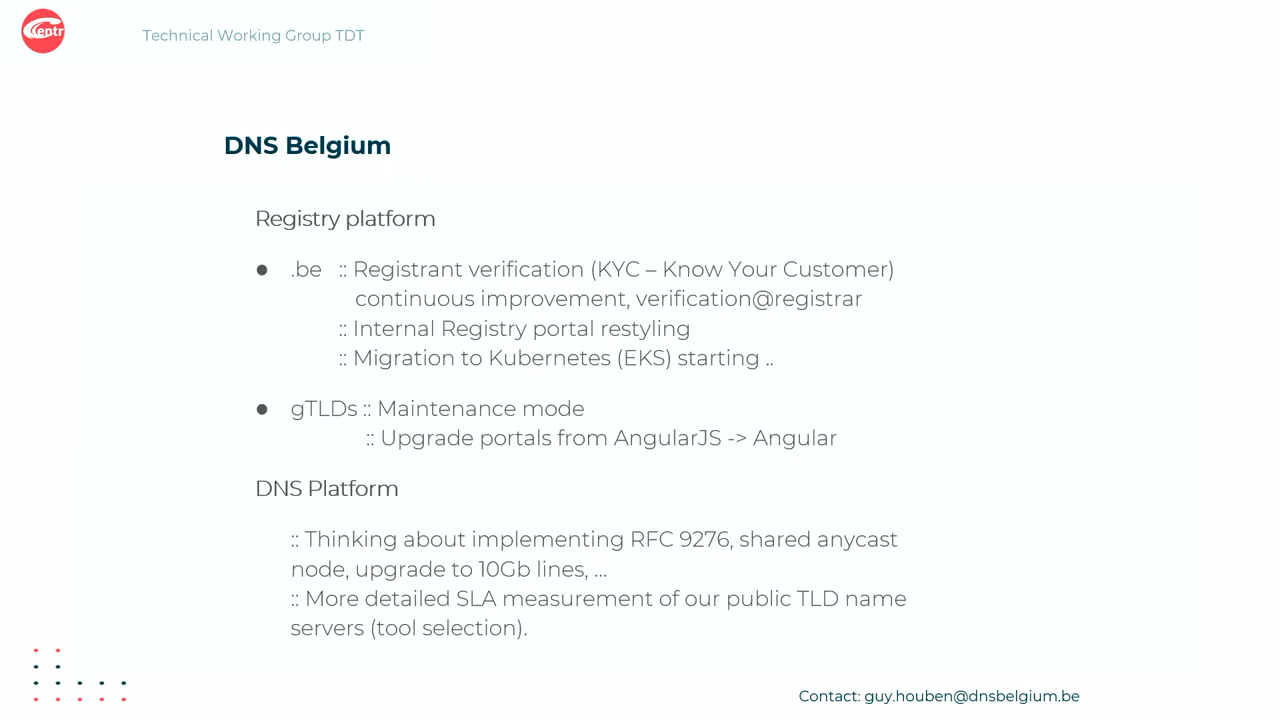 Centr
Technical Working Group TDT
DNS Belgium
Registry platform
● .be :: Registrant verification (KYC – Know Your Customer)
continuous improvement, verification@registrar
:: Internal Registry portal restyling
:: Migration to Kubernetes (EKS) starting ..
● gTLDs :: Maintenance mode
:: Upgrade portals from AngularJS -> Angular
DNS Platform
:: Thinking about implementing RFC 9276, shared anycast
node, upgrade to 10Gb lines, ...
:: More detailed SLA measurement of our public TLD name
servers (tool selection).
Contact: guy.houben@dnsbelgium.be